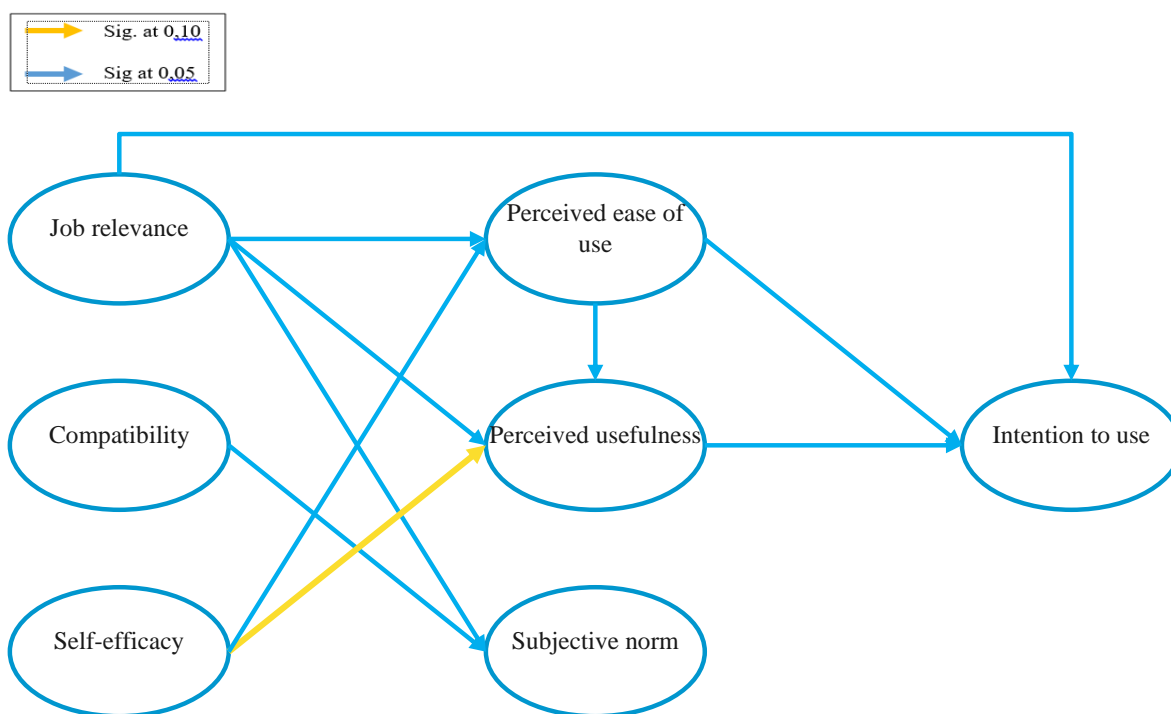 Sig. at 0,10
Sig at 0,05
Job relevance
Perceived ease of
use
Compatibility
Perceived usefulness
Intention to use
Self-efficacy
Subjective norm